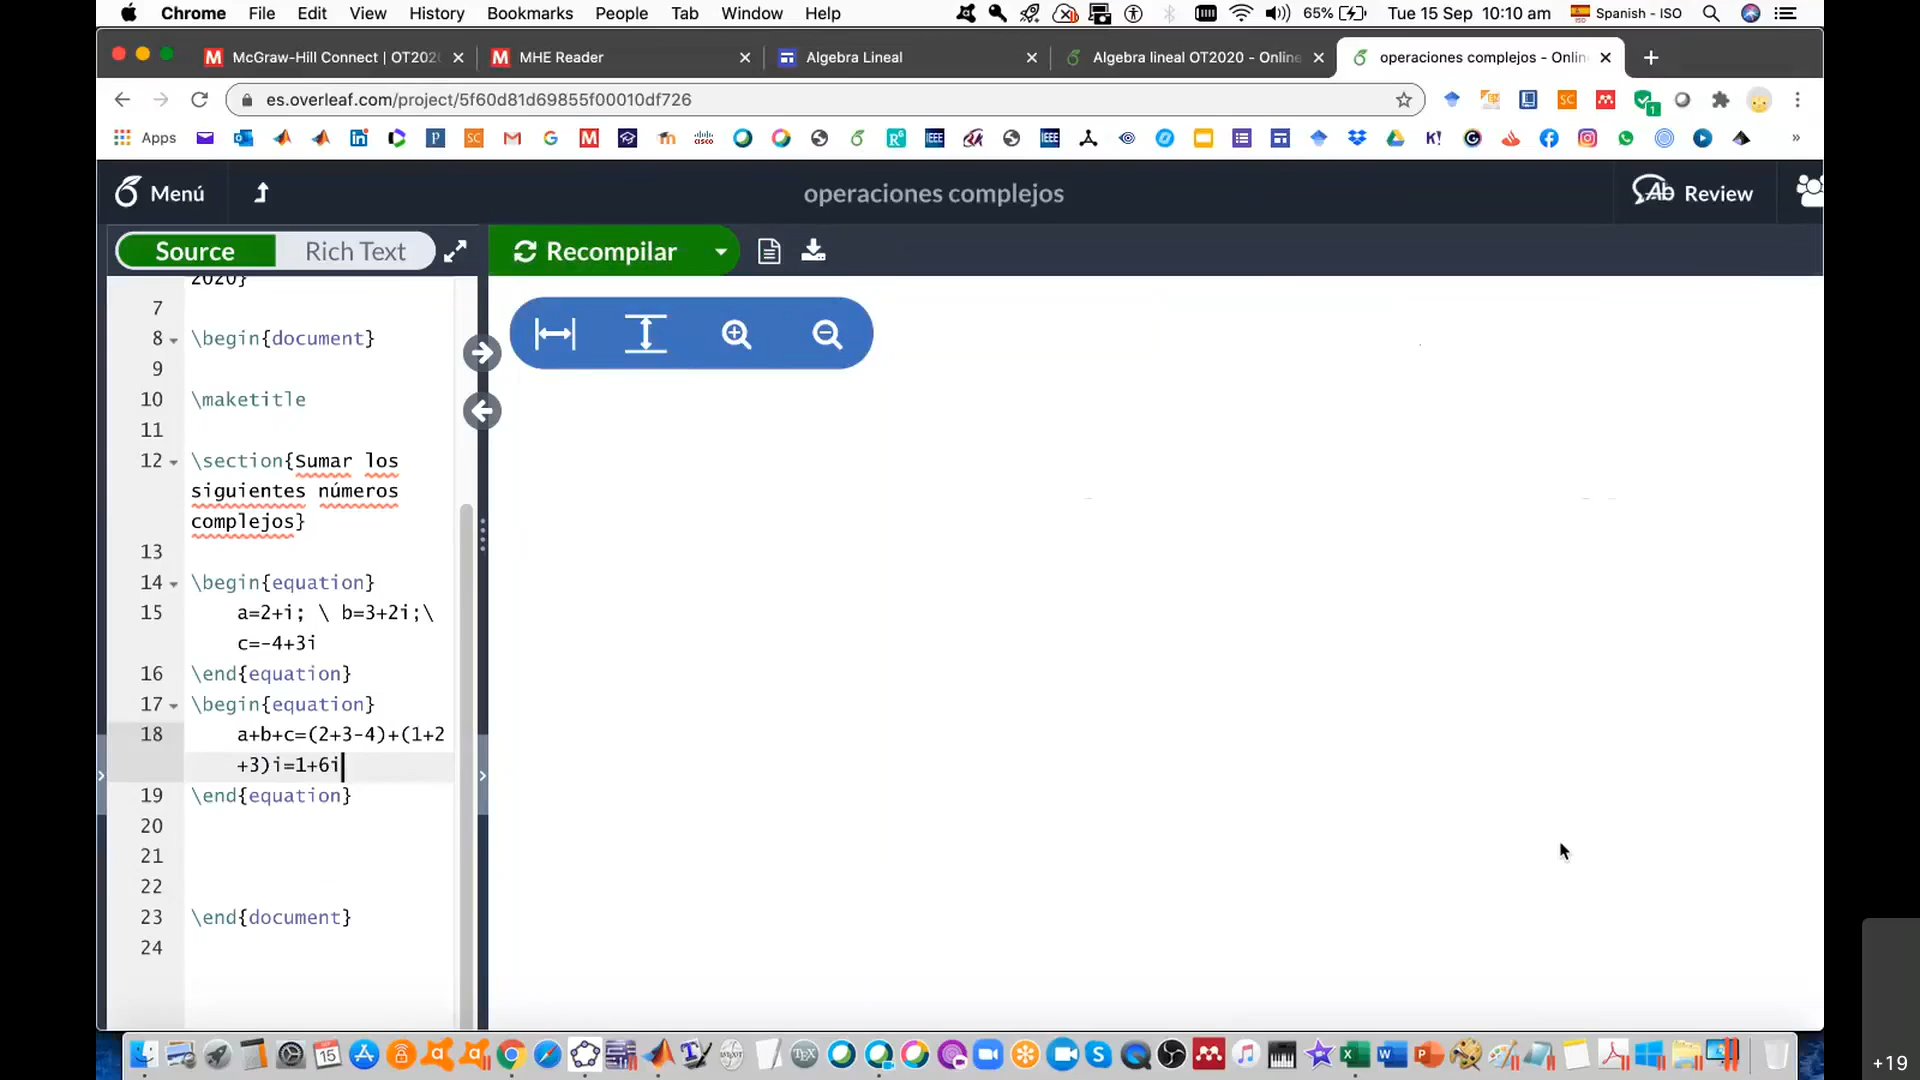 Chrome File Edit View History Bookmarks People Tab Window Help 65% Tue 15 Sep 10:10 am Spanish - ISO
McGraw-Hill Connect | OT202 MHE Reader Algebra Lineal Algebra lineal OT2020 - Online operaciones complejos - Onlin
es.overleaf.com/project/5f60d81d69855f00010df726
Apps
Menú operaciones complejos Review
Source Rich Text Recompilar
2020}
7
8 \begin{document}
9
10 \maketitle
11
12 \section{Sumar los
siguientes números
complejos}
13
14 \begin{equation}
15 a=2+i; \ b=3+2i;\
c=-4+3i
16 \end{equation}
17 \begin{equation}
18 a+b+c=(2+3-4)+(1+2
+3)i=1+6i
19 \end{equation}
20
21
22
23 \end{document}
24
+19